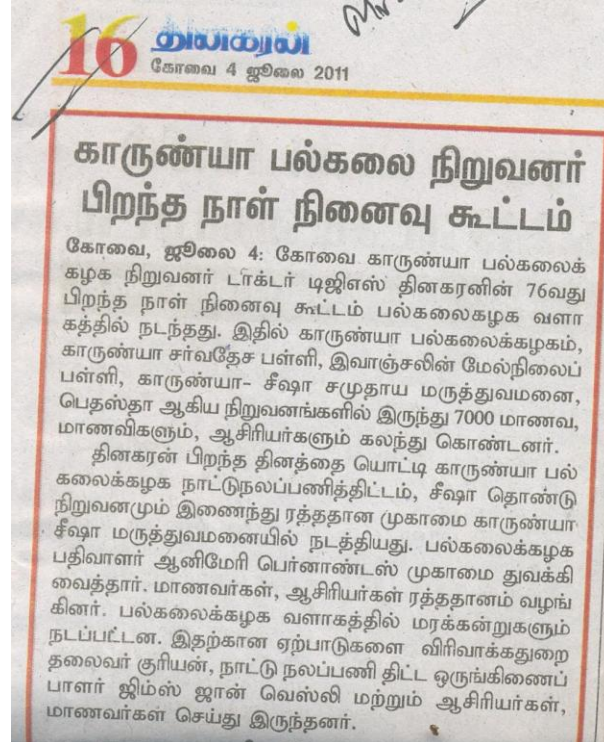 16 தினகரன்
கோவை 4 ஜூலை 2011
காருண்யா பல்கலை நிறுவனர்
பிறந்த நாள் நினைவு கூட்டம்
கோவை, ஜூலை 4: கோவை காருண்யா பல்கலைக்
கழக நிறுவனர் டாக்டர் டிஜிஎஸ் தினகரனின் 76வது
பிறந்த நாள் நினைவு கூட்டம் பல்கலைகழக வளா
கத்தில் நடந்தது. இதில் காருண்யா பல்கலைக்கழகம்,
காருண்யா சர்வதேச பள்ளி, இவாஞ்சலின் மேல்நிலைப்
பள்ளி, காருண்யா- சீஷா சமுதாய மருத்துவமனை,
பெதஸ்தா ஆகிய நிறுவனங்களில் இருந்து 7000 மாணவ,
மாணவிகளும், ஆசிரியர்களும் கலந்து கொண்டனர்.
தினகரன் பிறந்த தினத்தை யொட்டி காருண்யா பல்
கலைக்கழக நாட்டுநலப்பணித்திட்டம், சீஷா தொண்டு
நிறுவனமும் இணைந்து ரத்ததான முகாமை காருண்யா
சீஷா மருத்துவமனையில் நடத்தியது. பல்கலைக்கழக
பதிவாளர் ஆனிமேரி பெர்னாண்டஸ் முகாமை துவக்கி
வைத்தார். மாணவர்கள், ஆசிரியர்கள் ரத்ததானம் வழங்
கினர். பல்கலைக்கழக வளாகத்தில் மரக்கன்றுகளும்
நடப்பட்டன. இதற்கான ஏற்பாடுகளை விரிவாக்கதுறை
தலைவர் குரியன், நாட்டு நலப்பணி திட்ட ஒருங்கிணைப்
பாளர் ஜிம்ஸ் ஜான் வெஸ்லி மற்றும் ஆசிரியர்கள்,
மாணவர்கள் செய்து இருந்தனர்.